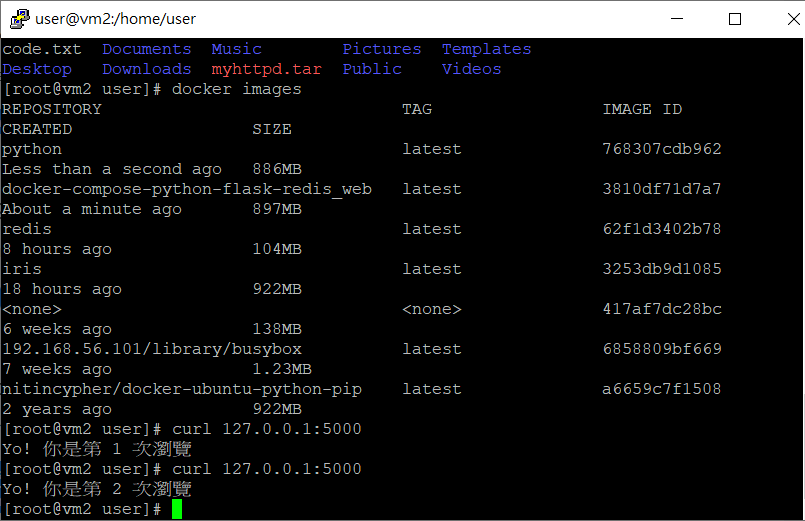 user@vm2:/home/user
code.txt Documents Music Pictures Templates
Desktop Downloads myhttpd.tar Public Videos
[root@vm2 user]# docker images
REPOSITORY TAG IMAGE ID
CREATED SIZE
python latest 768307cdb962
Less than a second ago 886MB
docker-compose-python-flask-redis_web latest 3810df71d7a7
About a minute ago 897MB
redis latest 62f1d3402b78
8 hours ago 104MB
iris latest 3253db9d1085
18 hours ago 922MB
<none> <none> 417af7dc28bc
6 weeks ago 138MB
192.168.56.101/library/busybox latest 6858809bf669
7 weeks ago 1.23MB
nitincypher/docker-ubuntu-python-pip latest a6659c7f1508
2 years ago 922MB
[root@vm2 user]# curl 127.0.0.1:5000
Yo! 你是第 1 次瀏覽
[root@vm2 user]# curl 127.0.0.1:5000
Yo! 你是第 2 次瀏覽
[root@vm2 user]#